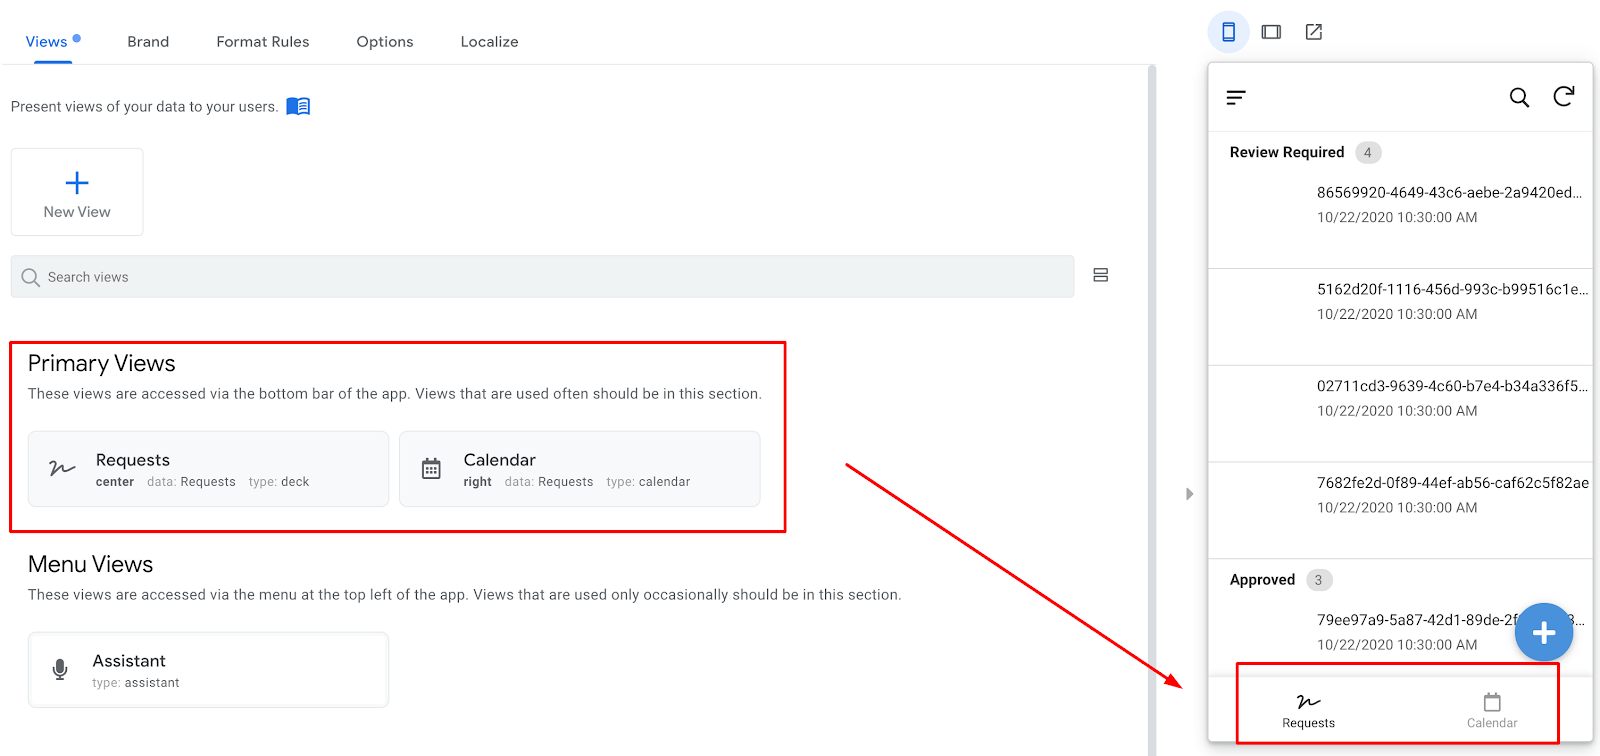 Views
Brand
Format Rules
Options
Localize
Present views of your data to your users.
New View
Search views
Primary Views
These views are accessed via the bottom bar of the app. Views that are used often should be in this section.
Requests
center data: Requests type: deck
Calendar
right data: Requests type: calendar
Menu Views
These views are accessed via the menu at the top left of the app. Views that are used only occasionally should be in this section.
Assistant
type: assistant
Review Required 4
86569920-4649-43c6-aebe-2a9420ed...
10/22/2020 10:30:00 AM
5162d20f-1116-456d-993c-b99516c1e...
10/22/2020 10:30:00 AM
02711cd3-9639-4c60-b7e4-b34a336f5...
10/22/2020 10:30:00 AM
7682fe2d-0f89-44ef-ab56-caf62c5f82ae
10/22/2020 10:30:00 AM
Approved 3
79ee97a9-5a87-42d1-89de-2
10/22/2020 10:30:00 AM
Requests
Calendar